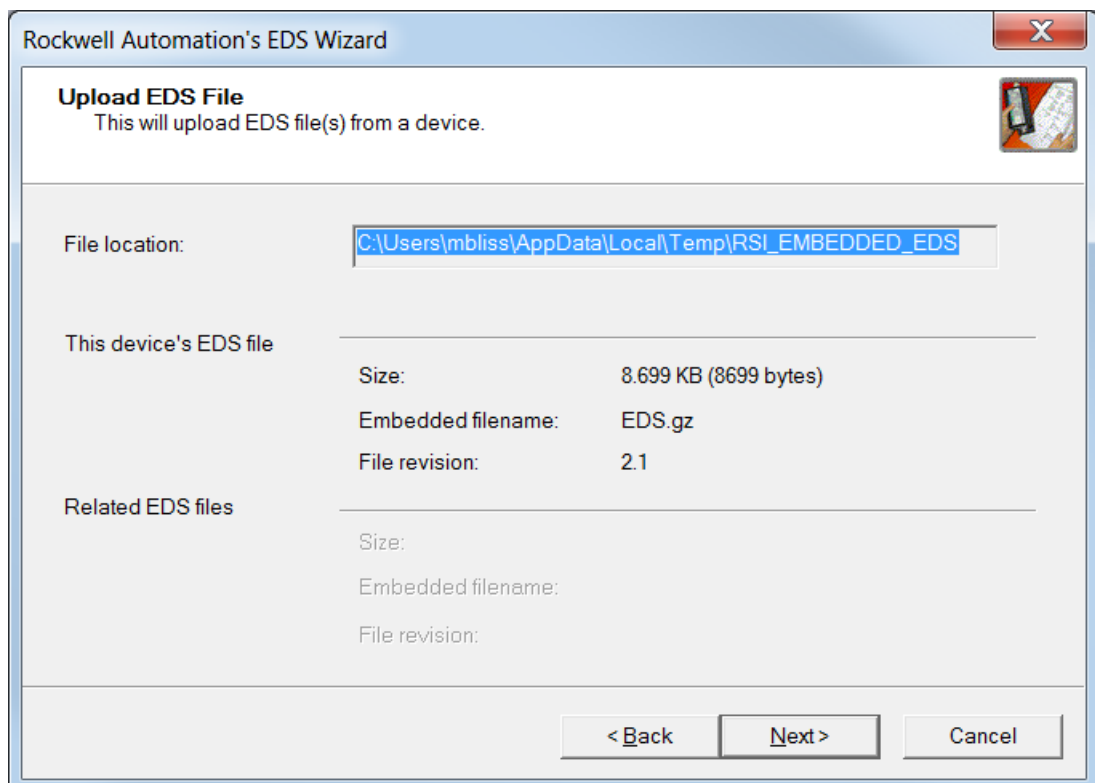 Rockwell Automation's EDS Wizard
Upload EDS File
This will upload EDS file(s) from a device.
File location: C:\Users\mbliss\AppData\Local\Temp\RSI_EMBEDDED_EDS
This device's EDS file
Size: 8.699 KB (8699 bytes)
Embedded filename: EDS.gz
File revision: 2.1
Related EDS files
Size:
Embedded filename:
File revision:
< Back Next > Cancel